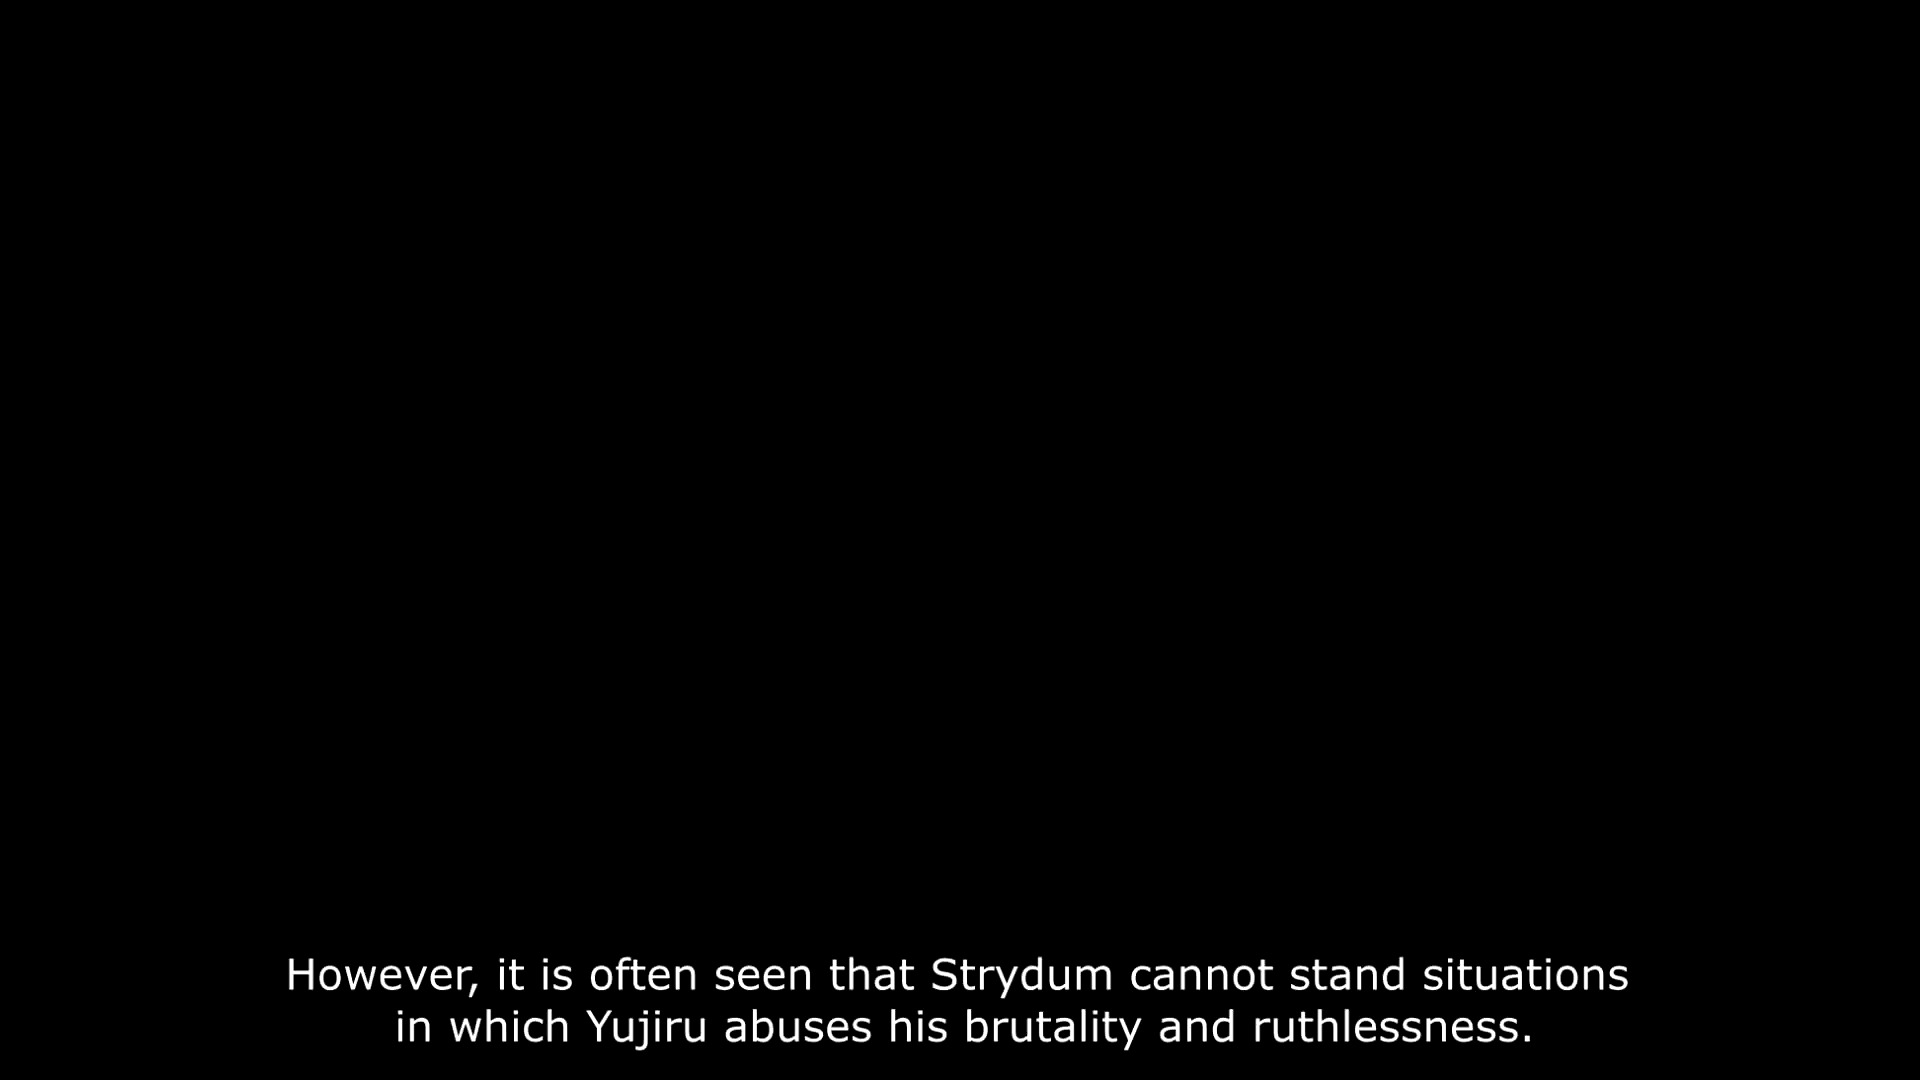 However, it is often seen that Strydum cannot stand situations
in which Yujiru abuses his brutality and ruthlessness.